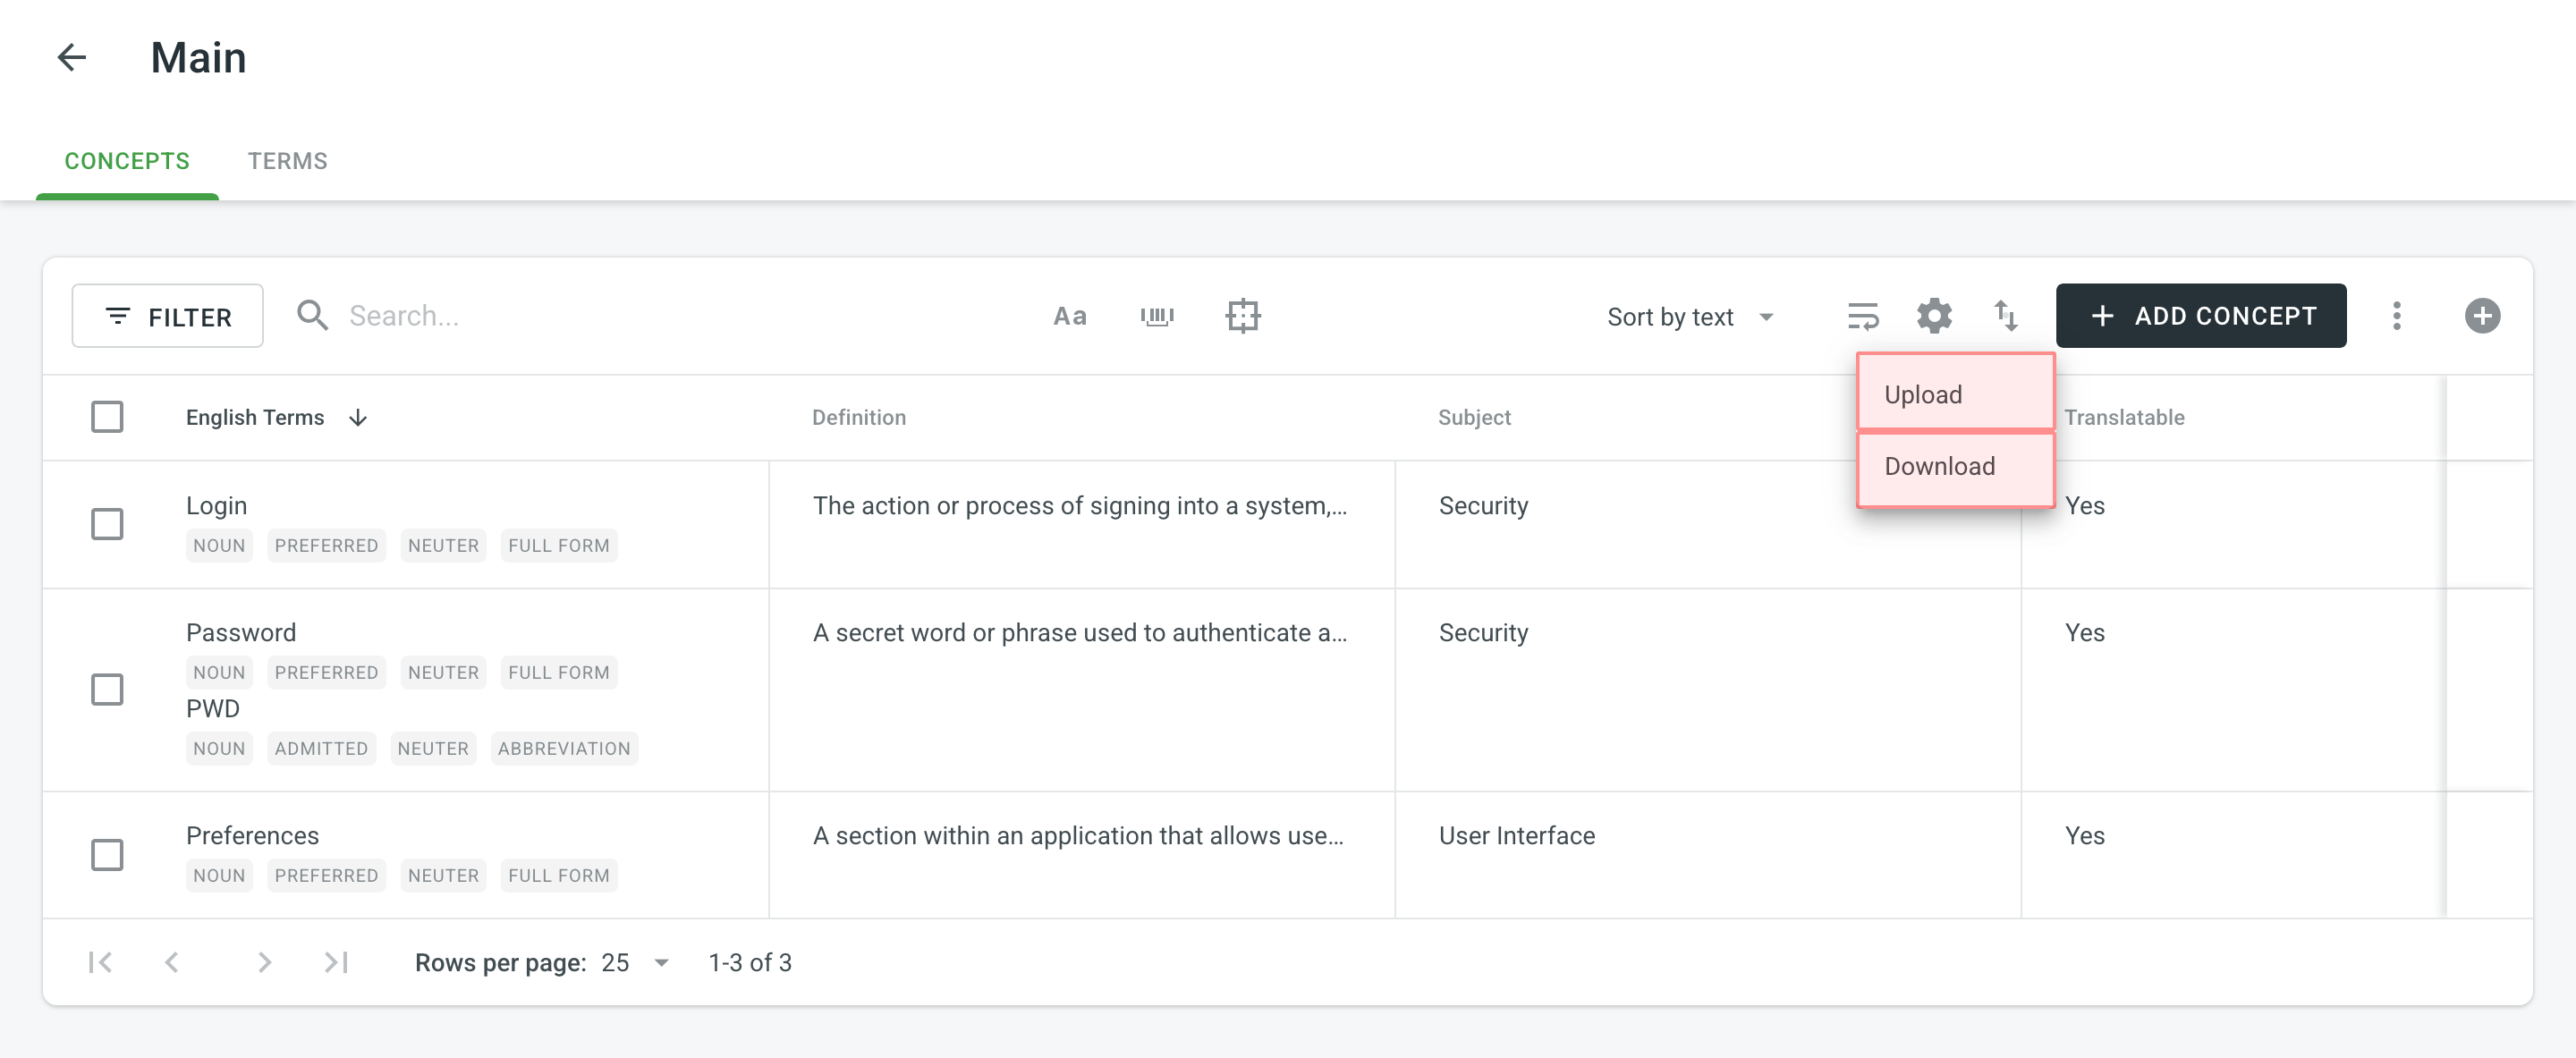 Main
CONCEPTS TERMS
FILTER Search... Aa Sort by text ADD CONCEPT
Upload
Download
English Terms Definition Subject Translatable
Login The action or process of signing into a system,... Security Yes
NOUN PREFERRED NEUTER FULL FORM
Password A secret word or phrase used to authenticate a... Security Yes
NOUN PREFERRED NEUTER FULL FORM
PWD
NOUN ADMITTED NEUTER ABBREVIATION
Preferences A section within an application that allows use... User Interface Yes
NOUN PREFERRED NEUTER FULL FORM
Rows per page: 25 1-3 of 3